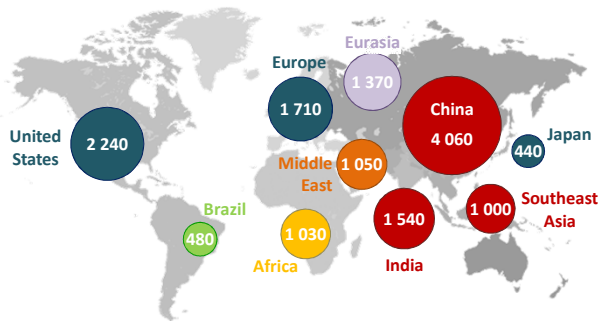 Eurasia
1 370
Europe
1 710
China
4 060
United
States
2 240
Japan
440
Middle
East
1 050
Southeast
Asia
1 000
India
1 540
Brazil
480
Africa
1 030